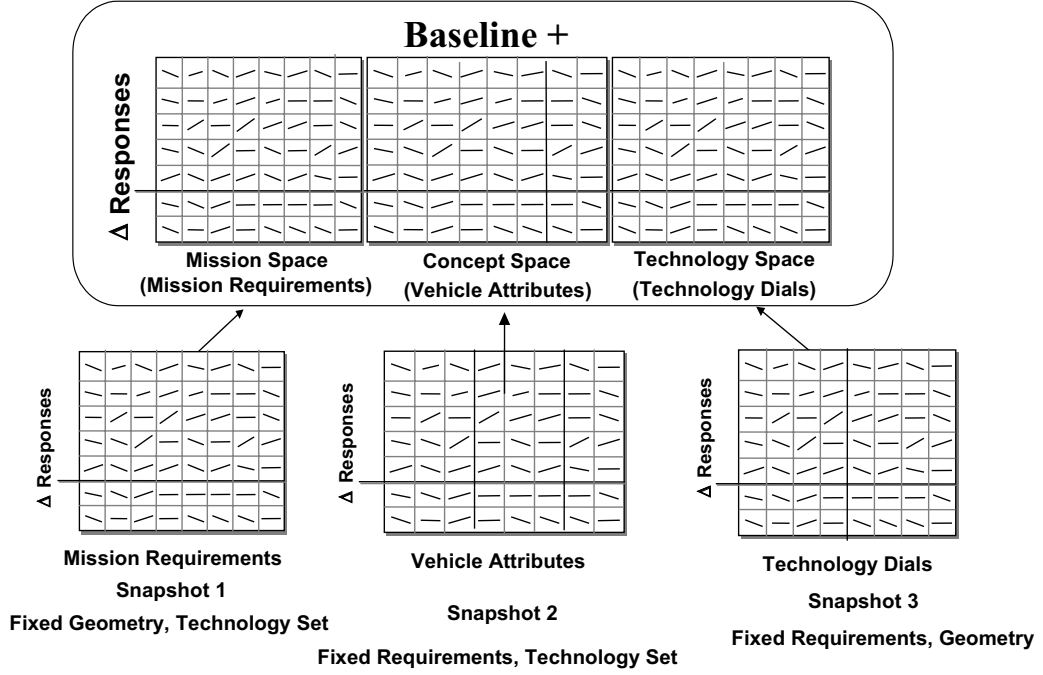 Baseline +
Δ Responses
Mission Space
(Mission Requirements)
Concept Space
(Vehicle Attributes)
Technology Space
(Technology Dials)
Δ Responses
Mission Requirements
Snapshot 1
Fixed Geometry, Technology Set
Δ Responses
Vehicle Attributes
Snapshot 2
Fixed Requirements, Technology Set
Δ Responses
Technology Dials
Snapshot 3
Fixed Requirements, Geometry